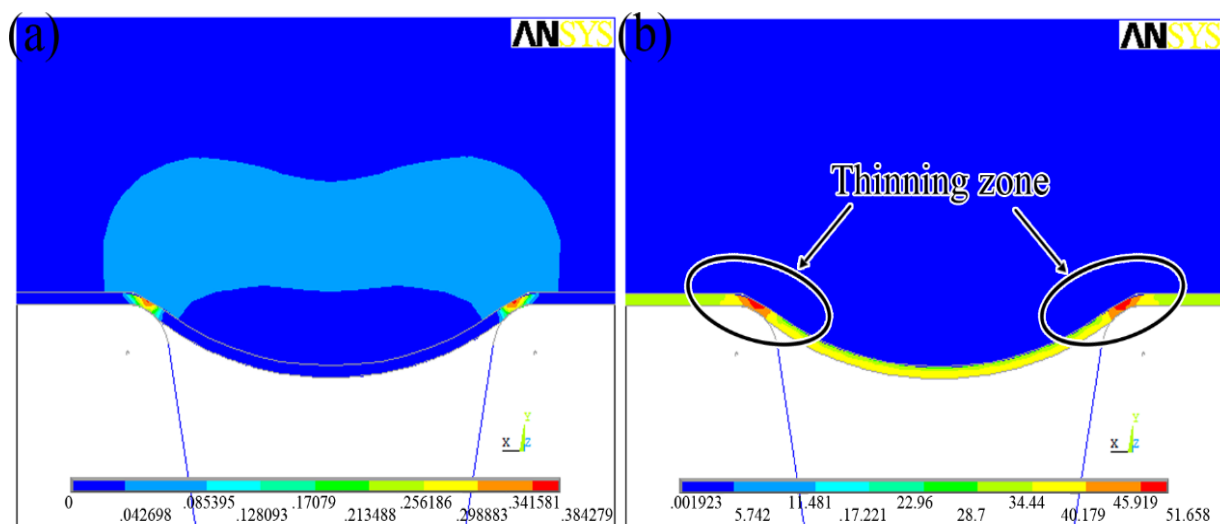 (a)
ANSYS
(b)
ANSYS
Thinning zone
Y
X Z
Y
X Z
0 .085395 .17079 .256186 .341581
.042698 .128093 .213488 .298883 .384279
.001923 11.481 22.96 34.44 45.919
5.742 .17.221 28.7 40.179 51.658